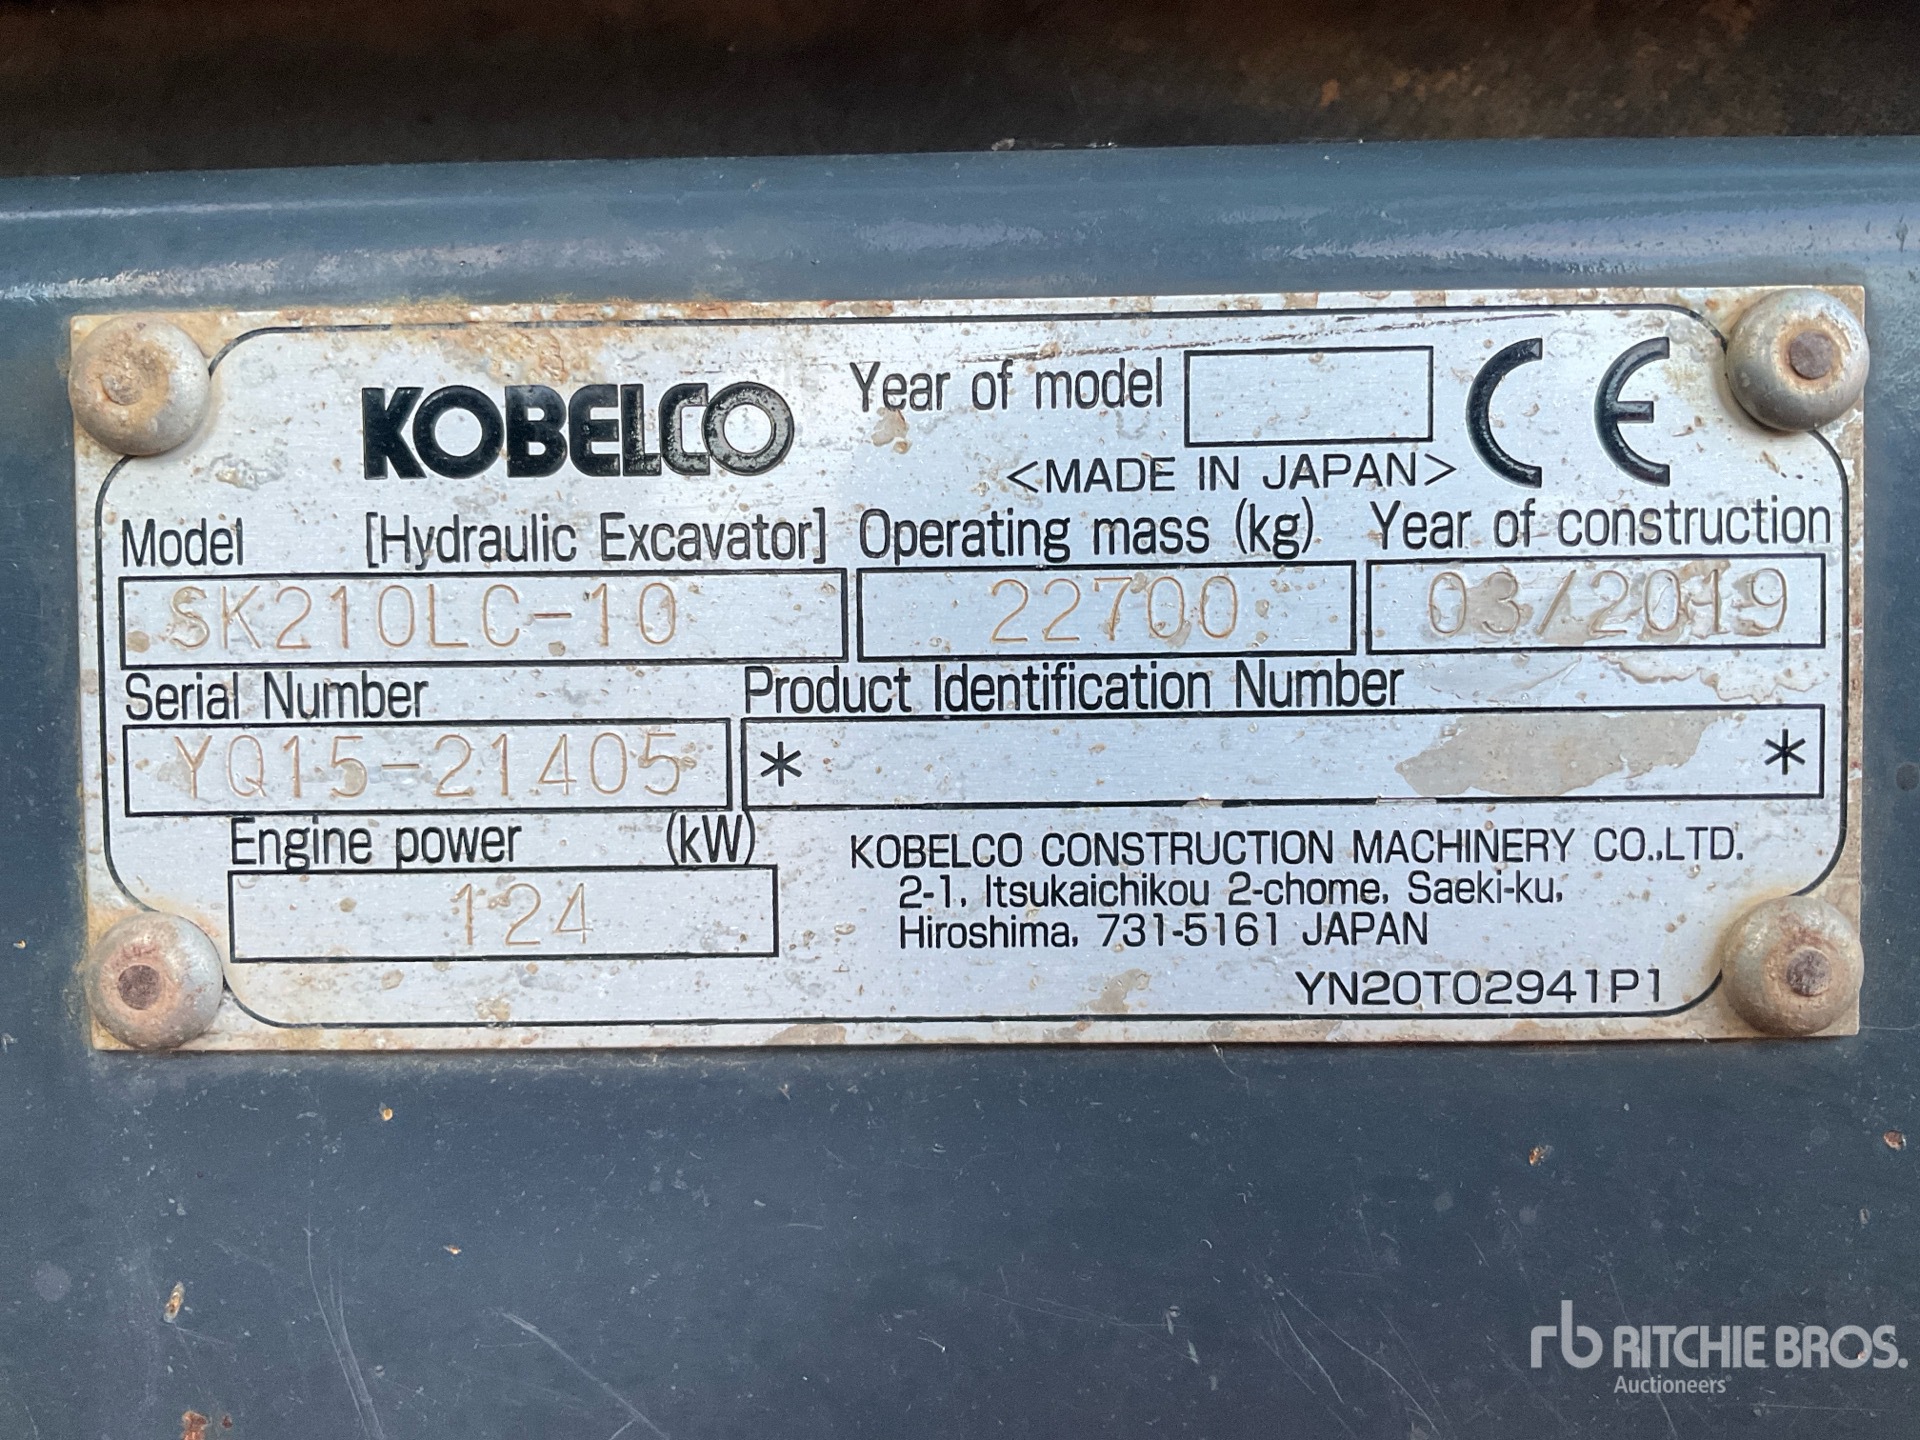 KOBELCO Year of model CE
<MADE IN JAPAN>
Model [Hydraulic Excavator] Operating mass (kg) Year of construction
SK210LC-10 22700 03/2019
Serial Number Product Identification Number
YQ15-21405 * *
Engine power (kW)
124
KOBELCO CONSTRUCTION MACHINERY CO.,LTD.
2-1, Itsukaichikou 2-chome, Saeki-ku,
Hiroshima, 731-5161 JAPAN
YN20T02941P1
rb RITCHIE BROS.
Auctioneers